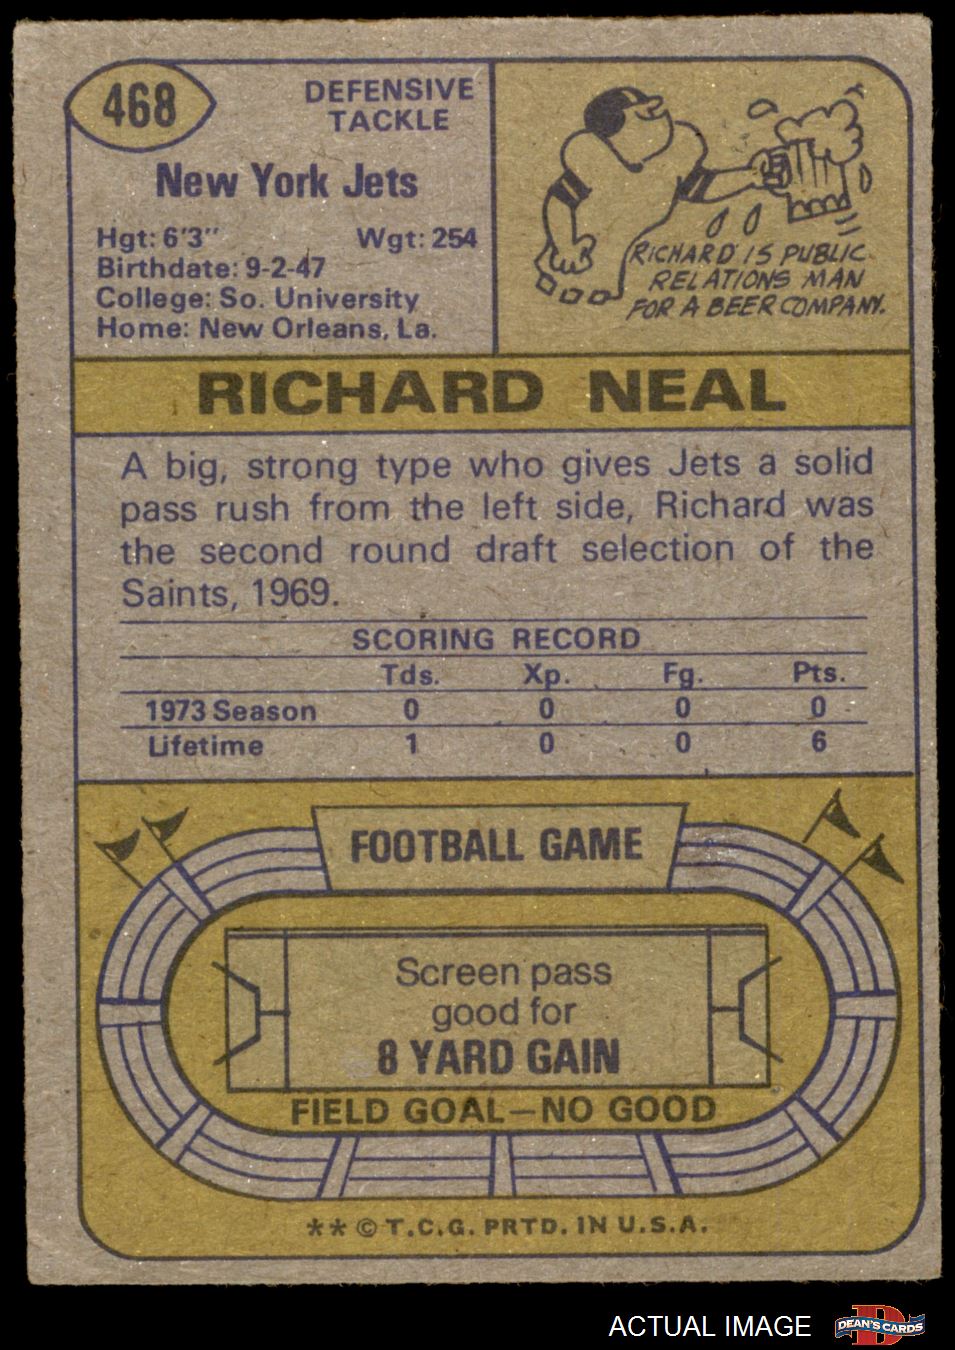 468
DEFENSIVE
TACKLE
New York Jets
Hgt: 6'3"
Wgt: 254
Birthdate: 9-2-47
College: So. University
Home: New Orleans, La.
RICHARD IS PUBLIC
RELATIONS MAN
FOR A BEER COMPANY.
RICHARD NEAL
A big, strong type who gives Jets a solid
pass rush from the left side, Richard was
the second round draft selection of the
Saints, 1969.
SCORING RECORD
Tds. Xp. Fg. Pts.
1973 Season 0 0 0 0
Lifetime 1 0 0 6
FOOTBALL GAME
Screen pass
good for
8 YARD GAIN
FIELD GOAL—NO GOOD
** © T.C.G. PRTD. IN U.S.A.
ACTUAL IMAGE
D
DEAN'S CARDS